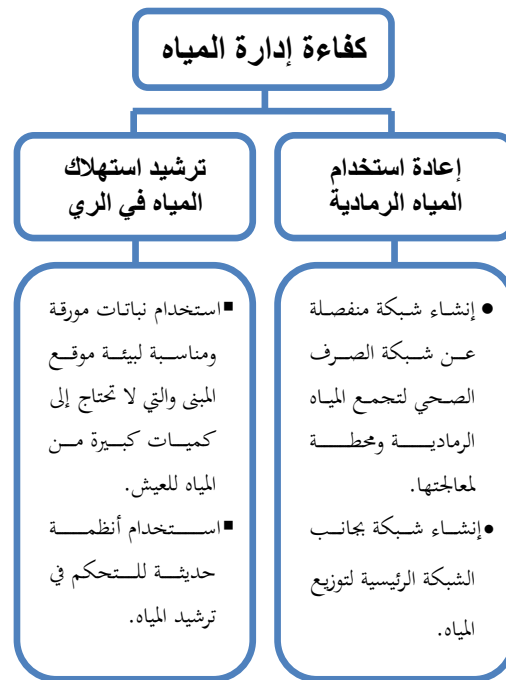 كفاءة إدارة المياه
إعادة استخدام
المياه الرمادية
ترشيد استهلاك
المياه في الري
● إنشاء شبكة منفصلة
عن شبكة الصرف
الصحي لتجمع المياه
الرمادية ومحطة
لمعالجتها.
● إنشاء شبكة بجانب
الشبكة الرئيسية لتوزيع
المياه.
▪ استخدام نباتات مورقة
ومناسبة لبيئة موقع
المبنى والتي لا تحتاج إلى
كميات كبيرة من
المياه للعيش.
▪ استخدام أنظمة
حديثة للتحكم في
ترشيد المياه.